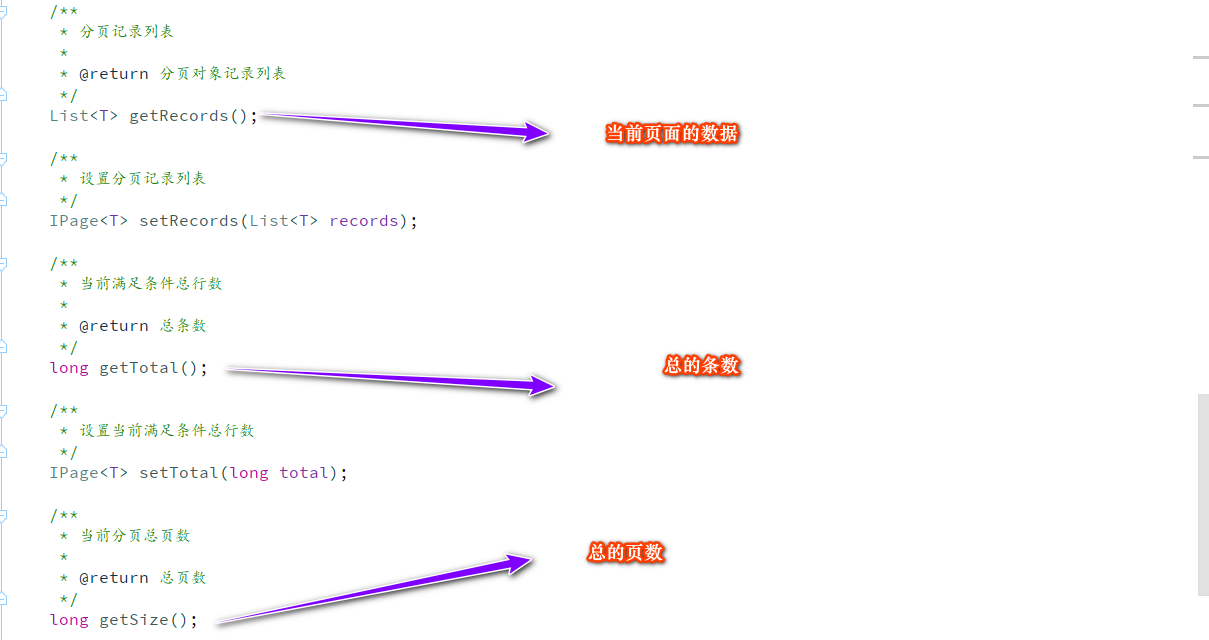 /**
 * 分页记录列表
 *
 * @return 分页对象记录列表
 */
List<T> getRecords();
当前页面的数据
/**
 * 设置分页记录列表
 */
IPage<T> setRecords(List<T> records);
/**
 * 当前满足条件总行数
 *
 * @return 总条数
 */
long getTotal();
总的条数
/**
 * 设置当前满足条件总行数
 */
IPage<T> setTotal(long total);
/**
 * 当前分页总页数
 *
 * @return 总页数
 */
long getSize();
总的页数